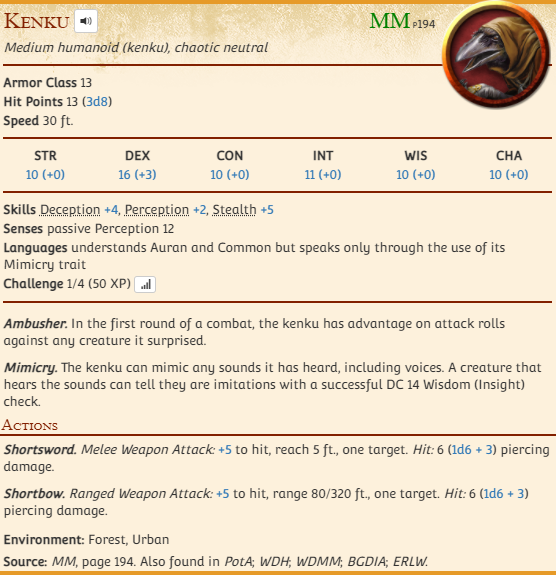 Kenku MM p194
Medium humanoid (kenku), chaotic neutral
Armor Class 13
Hit Points 13 (3d8)
Speed 30 ft.
STR DEX CON INT WIS CHA
10 (+0) 16 (+3) 10 (+0) 11 (+0) 10 (+0) 10 (+0)
Skills Deception +4, Perception +2, Stealth +5
Senses passive Perception 12
Languages understands Auran and Common but speaks only through the use of its
Mimicry trait
Challenge 1/4 (50 XP)
Ambusher. In the first round of a combat, the kenku has advantage on attack rolls
against any creature it surprised.
Mimicry. The kenku can mimic any sounds it has heard, including voices. A creature that
hears the sounds can tell they are imitations with a successful DC 14 Wisdom (Insight)
check.
Actions
Shortsword. Melee Weapon Attack: +5 to hit, reach 5 ft., one target. Hit: 6 (1d6 + 3) piercing
damage.
Shortbow. Ranged Weapon Attack: +5 to hit, range 80/320 ft., one target. Hit: 6 (1d6 + 3)
piercing damage.
Environment: Forest, Urban
Source: MM, page 194. Also found in PotA; WDH; WDMM; BGDIA; ERLW.